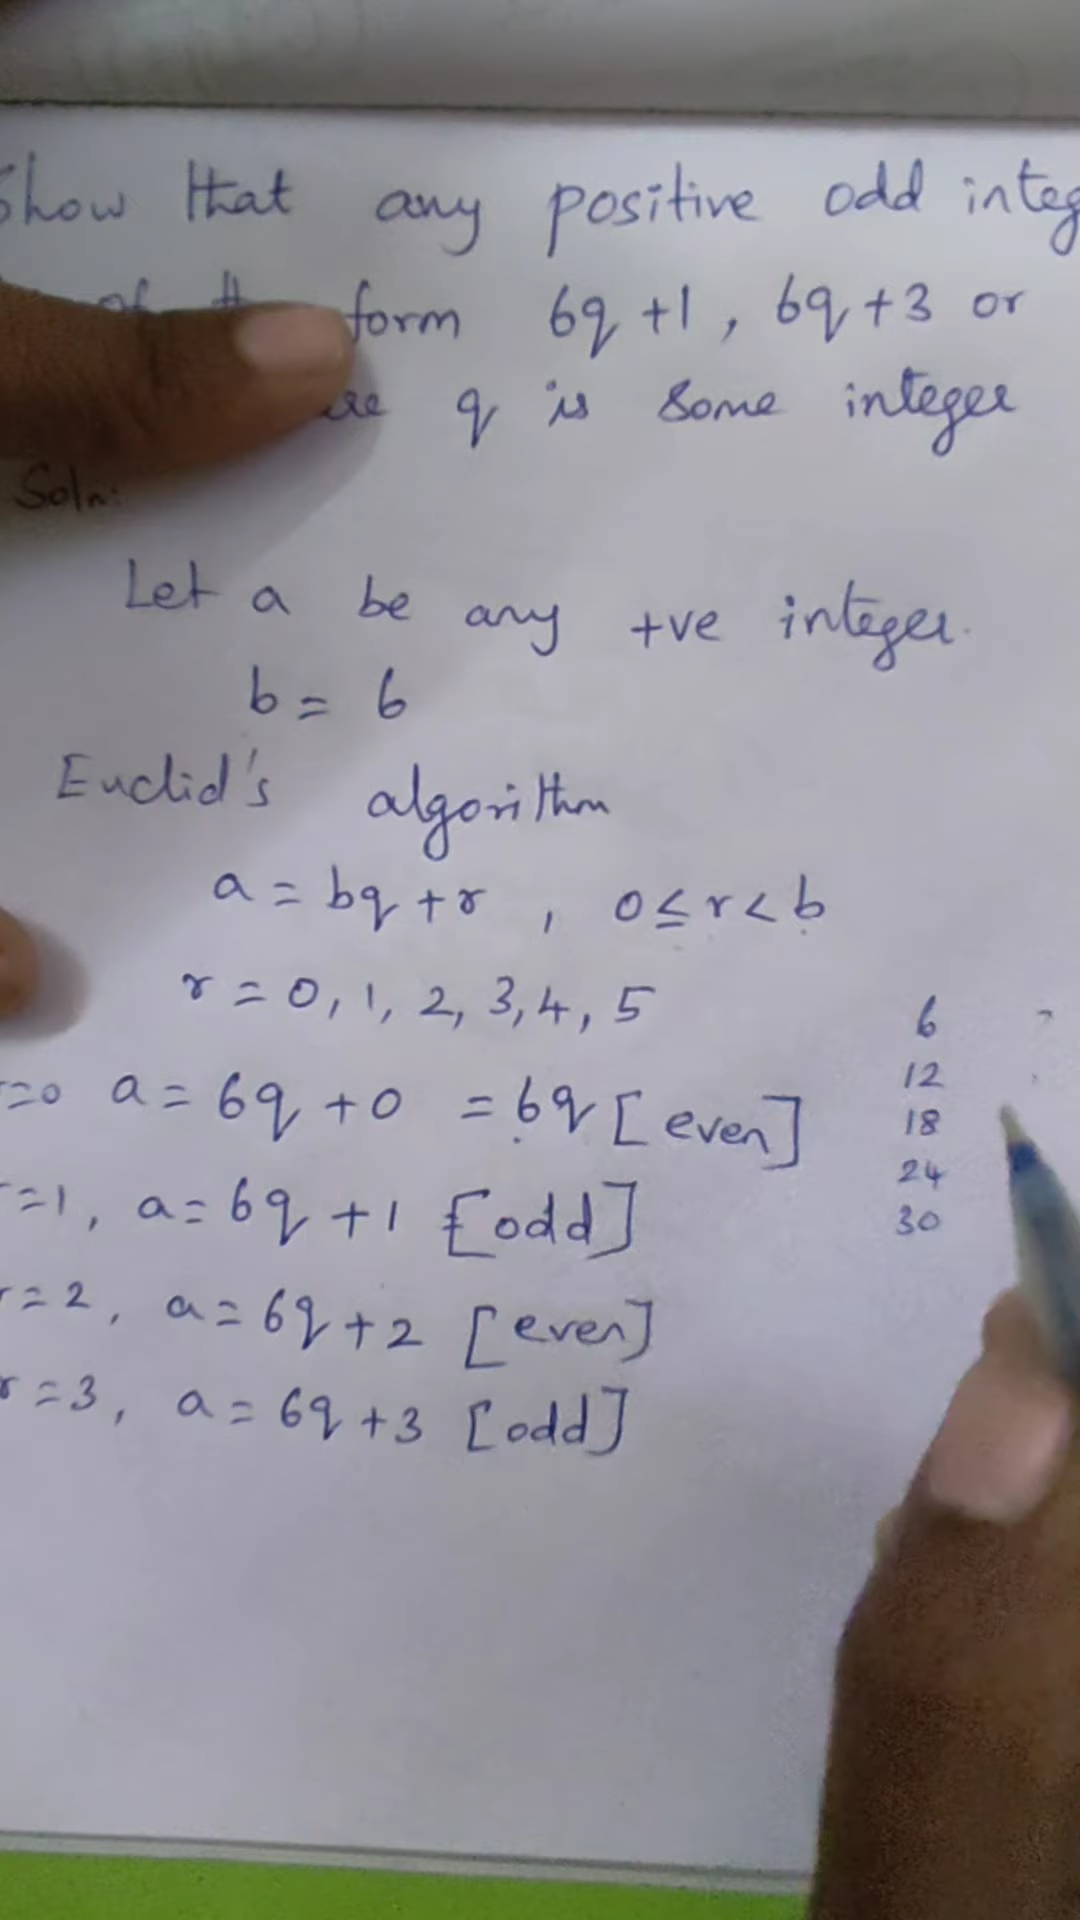 Show that any positive odd integ
form 6q +1, 6q +3 or
q is some integer
Soln:
Let a be any +ve integer.
b = 6
Euclid's algorithm
a = bq + r , 0 ≤ r < b
r = 0, 1, 2, 3, 4, 5
r=0 a = 6q + 0 = 6q [even]
r=1, a = 6q + 1 [odd]
r=2, a = 6q + 2 [even]
r=3, a = 6q + 3 [odd]
6
12
18
24
30